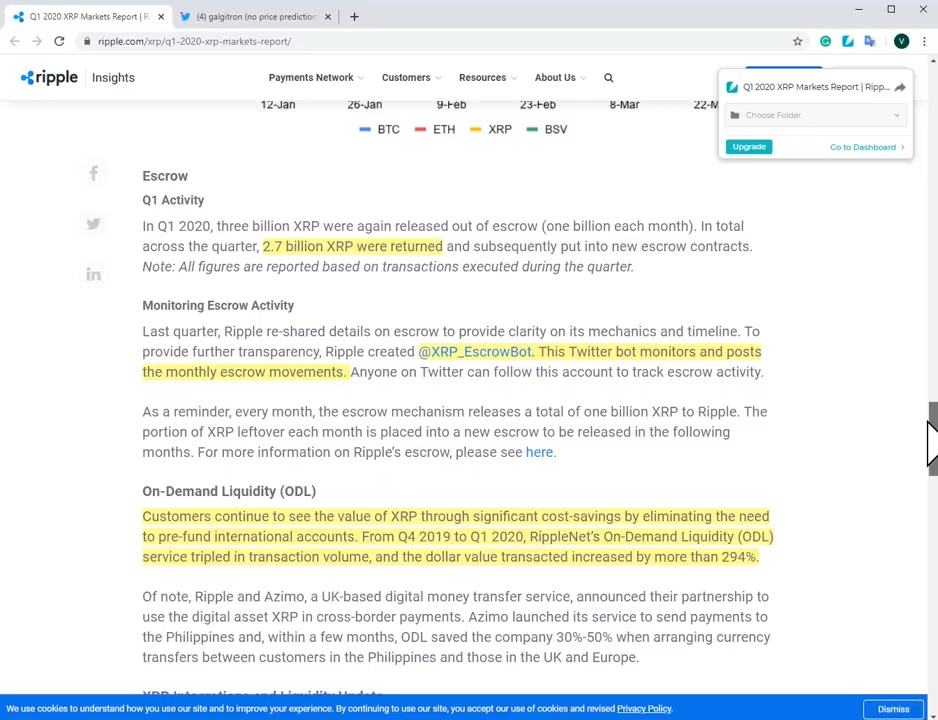 Q1 2020 XRP Markets Report | R
(4) galgitron (no price prediction
ripple.com/xrp/q1-2020-xrp-markets-report/
V
ripple Insights
Payments Network
Customers
Resources
About Us
Q1 2020 XRP Markets Report | Ripp...
Choose Folder
Upgrade
Go to Dashboard
12-Jan 26-Jan 9-Feb 23-Feb 8-Mar 22-M
BTC ETH XRP BSV
Escrow
Q1 Activity
In Q1 2020, three billion XRP were again released out of escrow (one billion each month). In total
across the quarter, 2.7 billion XRP were returned and subsequently put into new escrow contracts.
Note: All figures are reported based on transactions executed during the quarter.
Monitoring Escrow Activity
Last quarter, Ripple re-shared details on escrow to provide clarity on its mechanics and timeline. To
provide further transparency, Ripple created @XRP_EscrowBot. This Twitter bot monitors and posts
the monthly escrow movements. Anyone on Twitter can follow this account to track escrow activity.
As a reminder, every month, the escrow mechanism releases a total of one billion XRP to Ripple. The
portion of XRP leftover each month is placed into a new escrow to be released in the following
months. For more information on Ripple's escrow, please see here.
On-Demand Liquidity (ODL)
Customers continue to see the value of XRP through significant cost-savings by eliminating the need
to pre-fund international accounts. From Q4 2019 to Q1 2020, RippleNet's On-Demand Liquidity (ODL)
service tripled in transaction volume, and the dollar value transacted increased by more than 294%.
Of note, Ripple and Azimo, a UK-based digital money transfer service, announced their partnership to
use the digital asset XRP in cross-border payments. Azimo launched its service to send payments to
the Philippines and, within a few months, ODL saved the company 30%-50% when arranging currency
transfers between customers in the Philippines and those in the UK and Europe.
XRP Integrations and Liquidity Update
We use cookies to understand how you use our site and to improve your experience. By continuing to use our site, you accept our use of cookies and revised Privacy Policy.
Dismiss